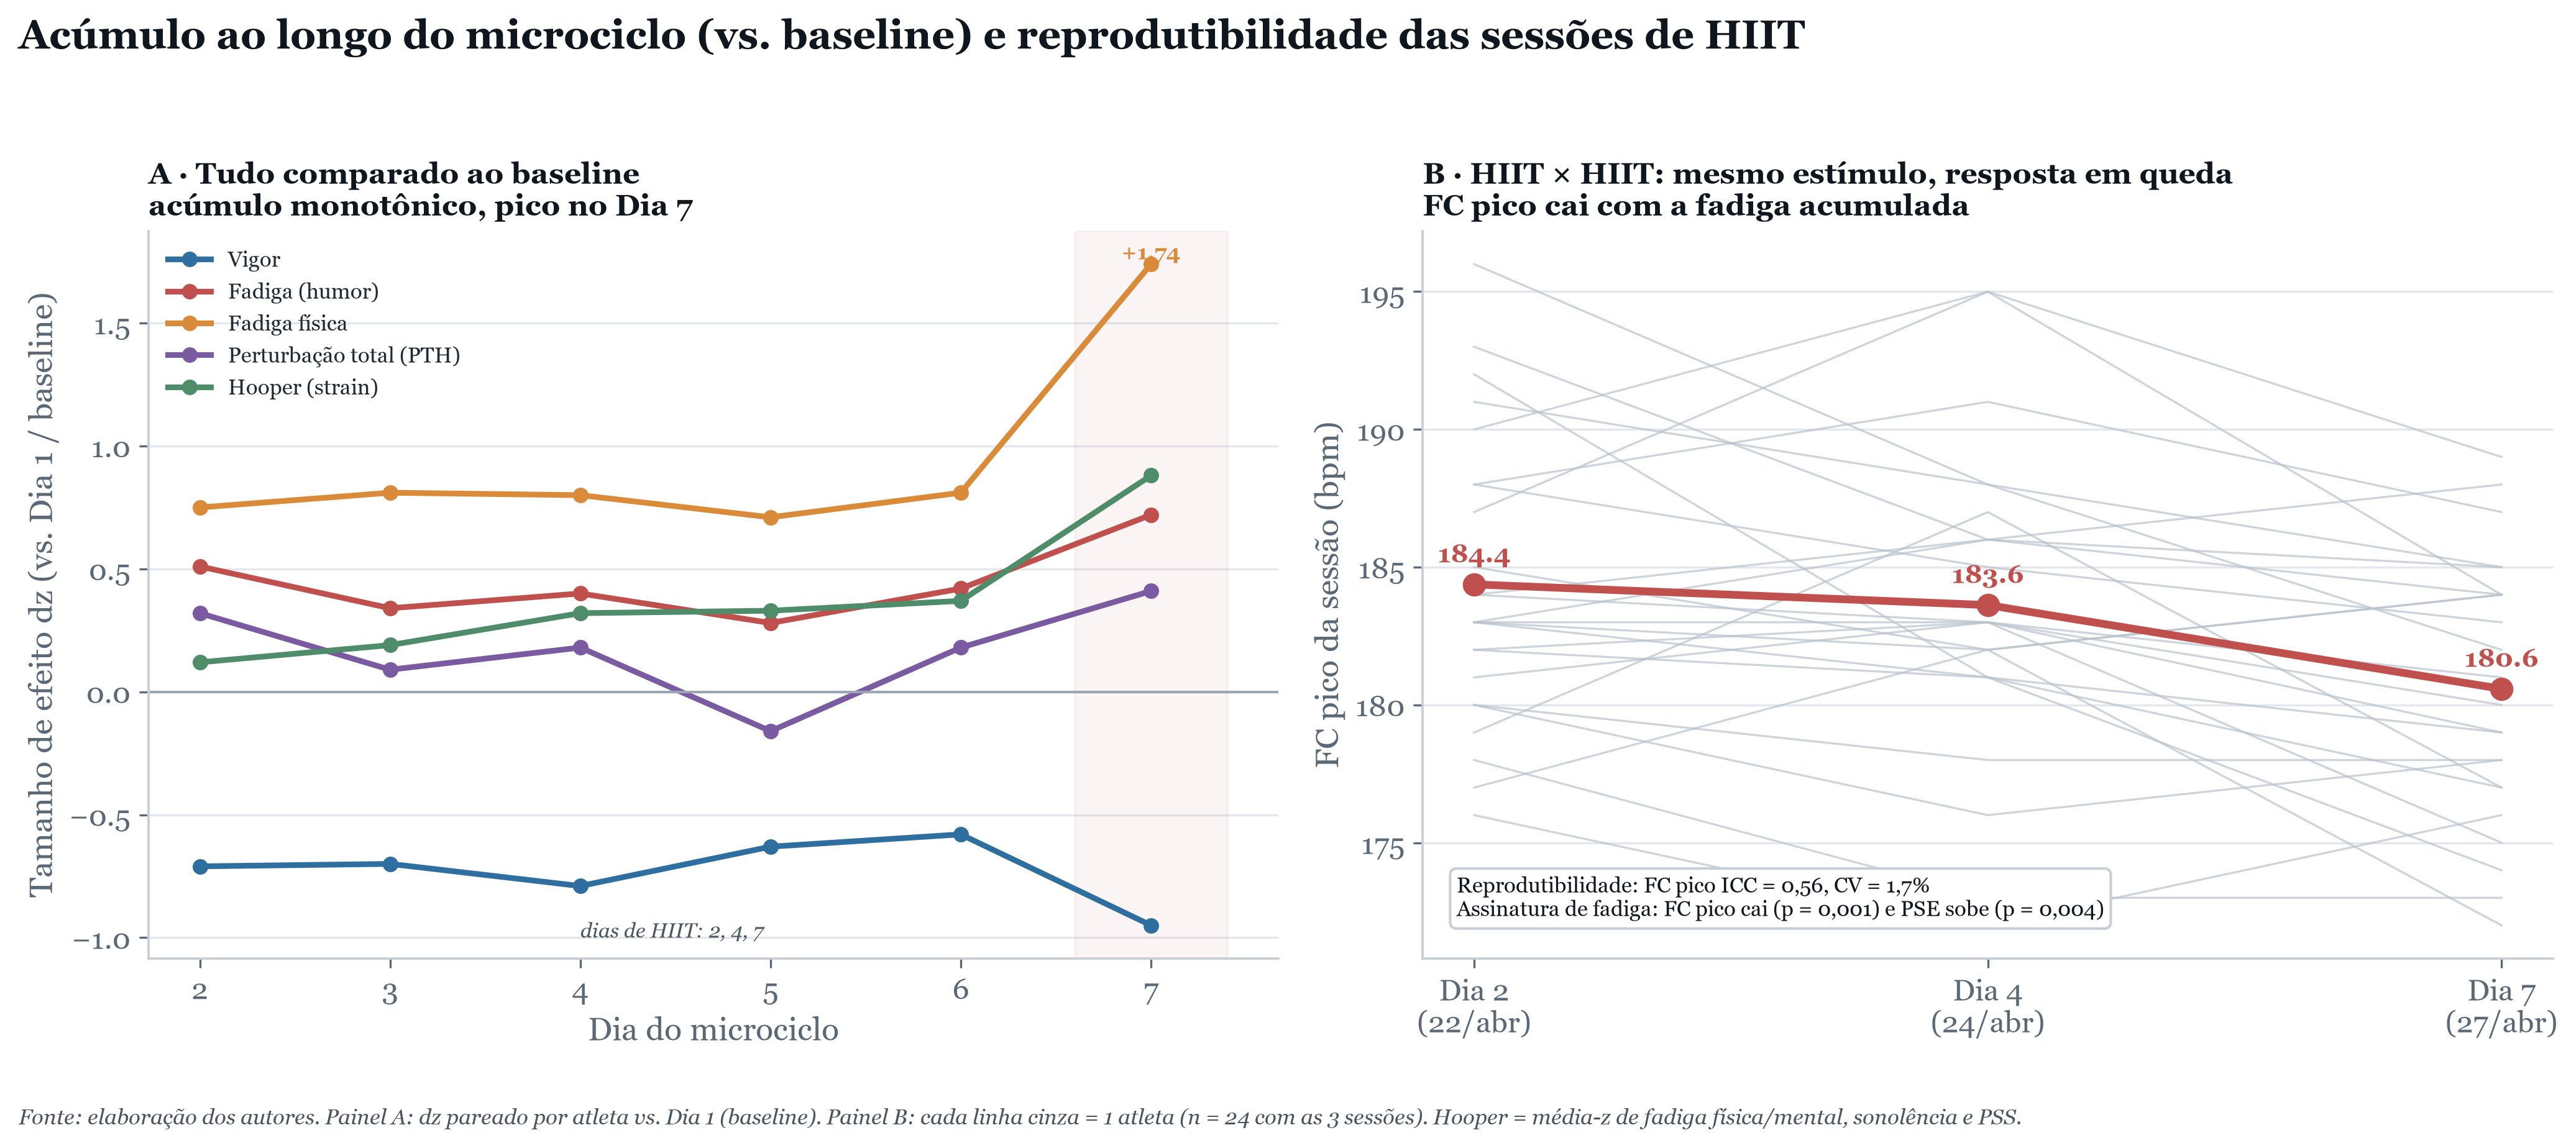 Acúmulo ao longo do microciclo (vs. baseline) e reprodutibilidade das sessões de HIIT
A · Tudo comparado ao baseline
acúmulo monotônico, pico no Dia 7
Tamanho de efeito dz (vs. Dia 1 / baseline)
1.5
1.0
0.5
0.0
−0.5
−1.0
Vigor
Fadiga (humor)
Fadiga física
Perturbação total (PTH)
Hooper (strain)
+1.74
dias de HIIT: 2, 4, 7
2
3
4
5
6
7
Dia do microciclo
B · HIIT × HIIT: mesmo estímulo, resposta em queda
FC pico cai com a fadiga acumulada
FC pico da sessão (bpm)
195
190
185
180
175
184.4
183.6
180.6
Reprodutibilidade: FC pico ICC = 0,56, CV = 1,7%
Assinatura de fadiga: FC pico cai (p = 0,001) e PSE sobe (p = 0,004)
Dia 2
(22/abr)
Dia 4
(24/abr)
Dia 7
(27/abr)
Fonte: elaboração dos autores. Painel A: dz pareado por atleta vs. Dia 1 (baseline). Painel B: cada linha cinza = 1 atleta (n = 24 com as 3 sessões). Hooper = média-z de fadiga física/mental, sonolência e PSS.